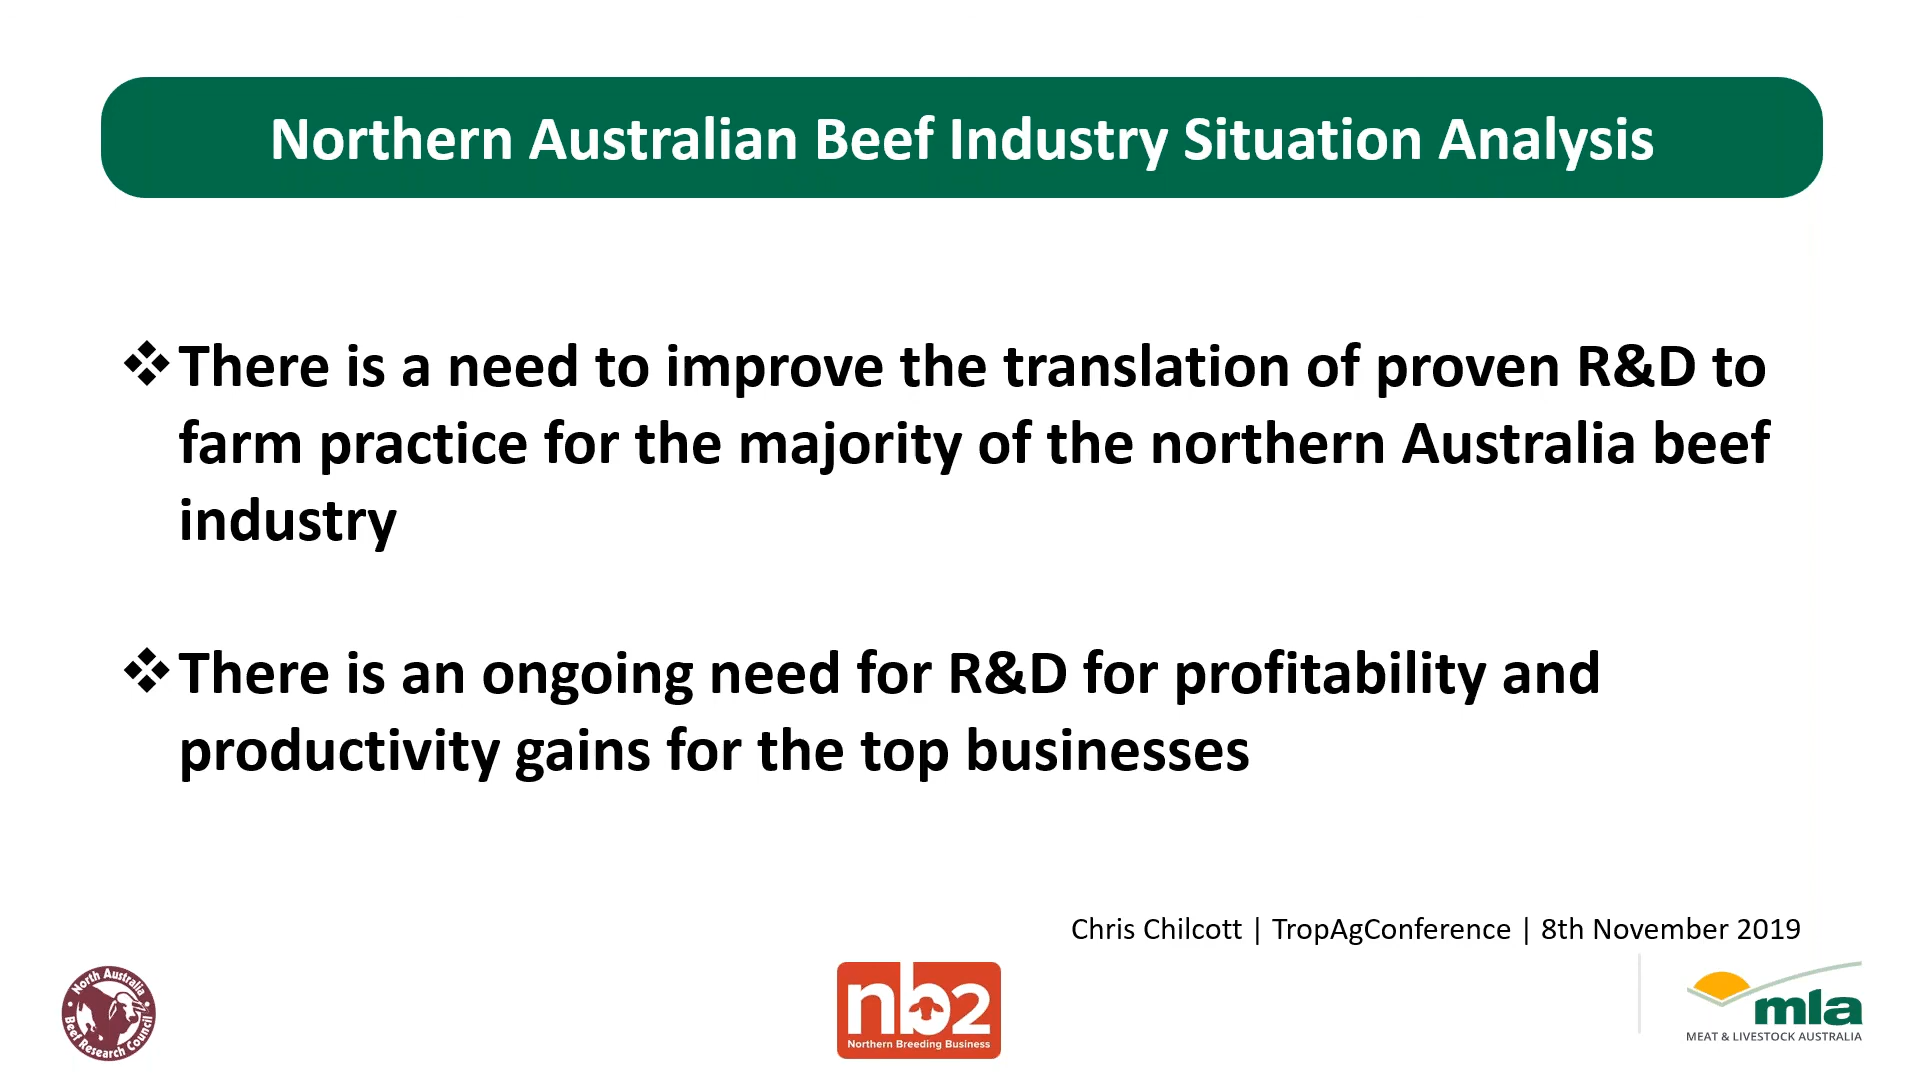 Northern Australian Beef Industry Situation Analysis
❖There is a need to improve the translation of proven R&D to
farm practice for the majority of the northern Australia beef
industry
❖There is an ongoing need for R&D for profitability and
productivity gains for the top businesses
Chris Chilcott | TropAgConference | 8th November 2019
North Australia
Beef Research Council
nb2
Northern Breeding Business
mla
MEAT & LIVESTOCK AUSTRALIA